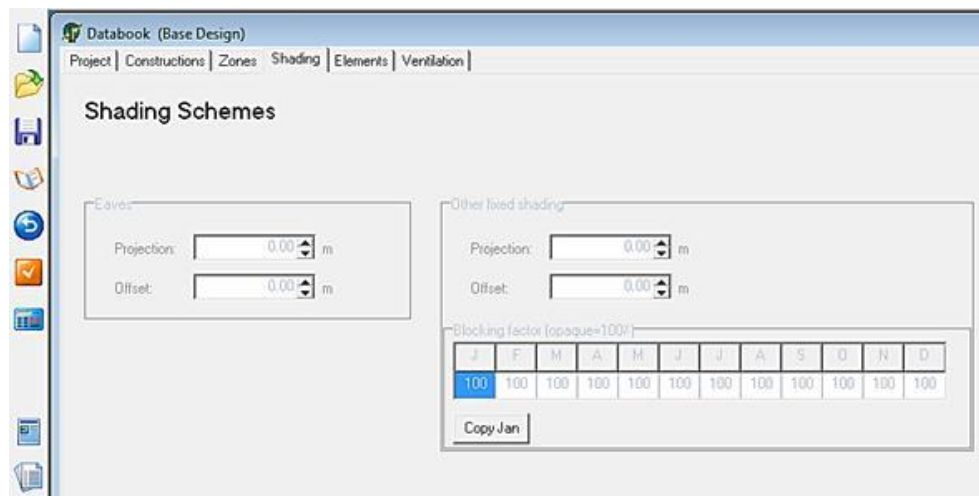 Databook (Base Design)
Project Constructions Zones Shading Elements Ventilation
Shading Schemes
Eaves
Projection: 0.00 m
Offset: 0.00 m
Other fixed shading
Projection: 0.00 m
Offset: 0.00 m
Blocking factor (opaque=100%)
J F M A M J J A S O N D
100 100 100 100 100 100 100 100 100 100 100 100
Copy Jan